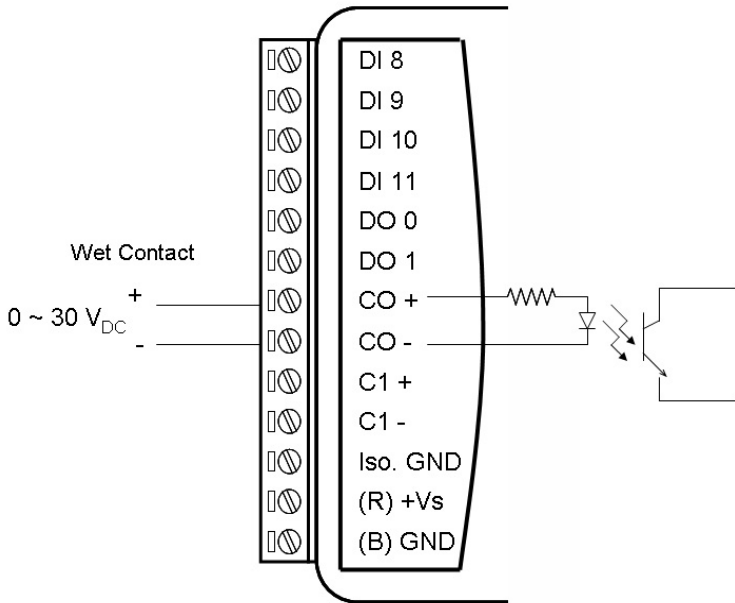 DI 8
DI 9
DI 10
DI 11
DO 0
DO 1
Wet Contact
+
0 ~ 30 VDC
-
CO +
CO -
C1 +
C1 -
Iso. GND
(R) +Vs
(B) GND